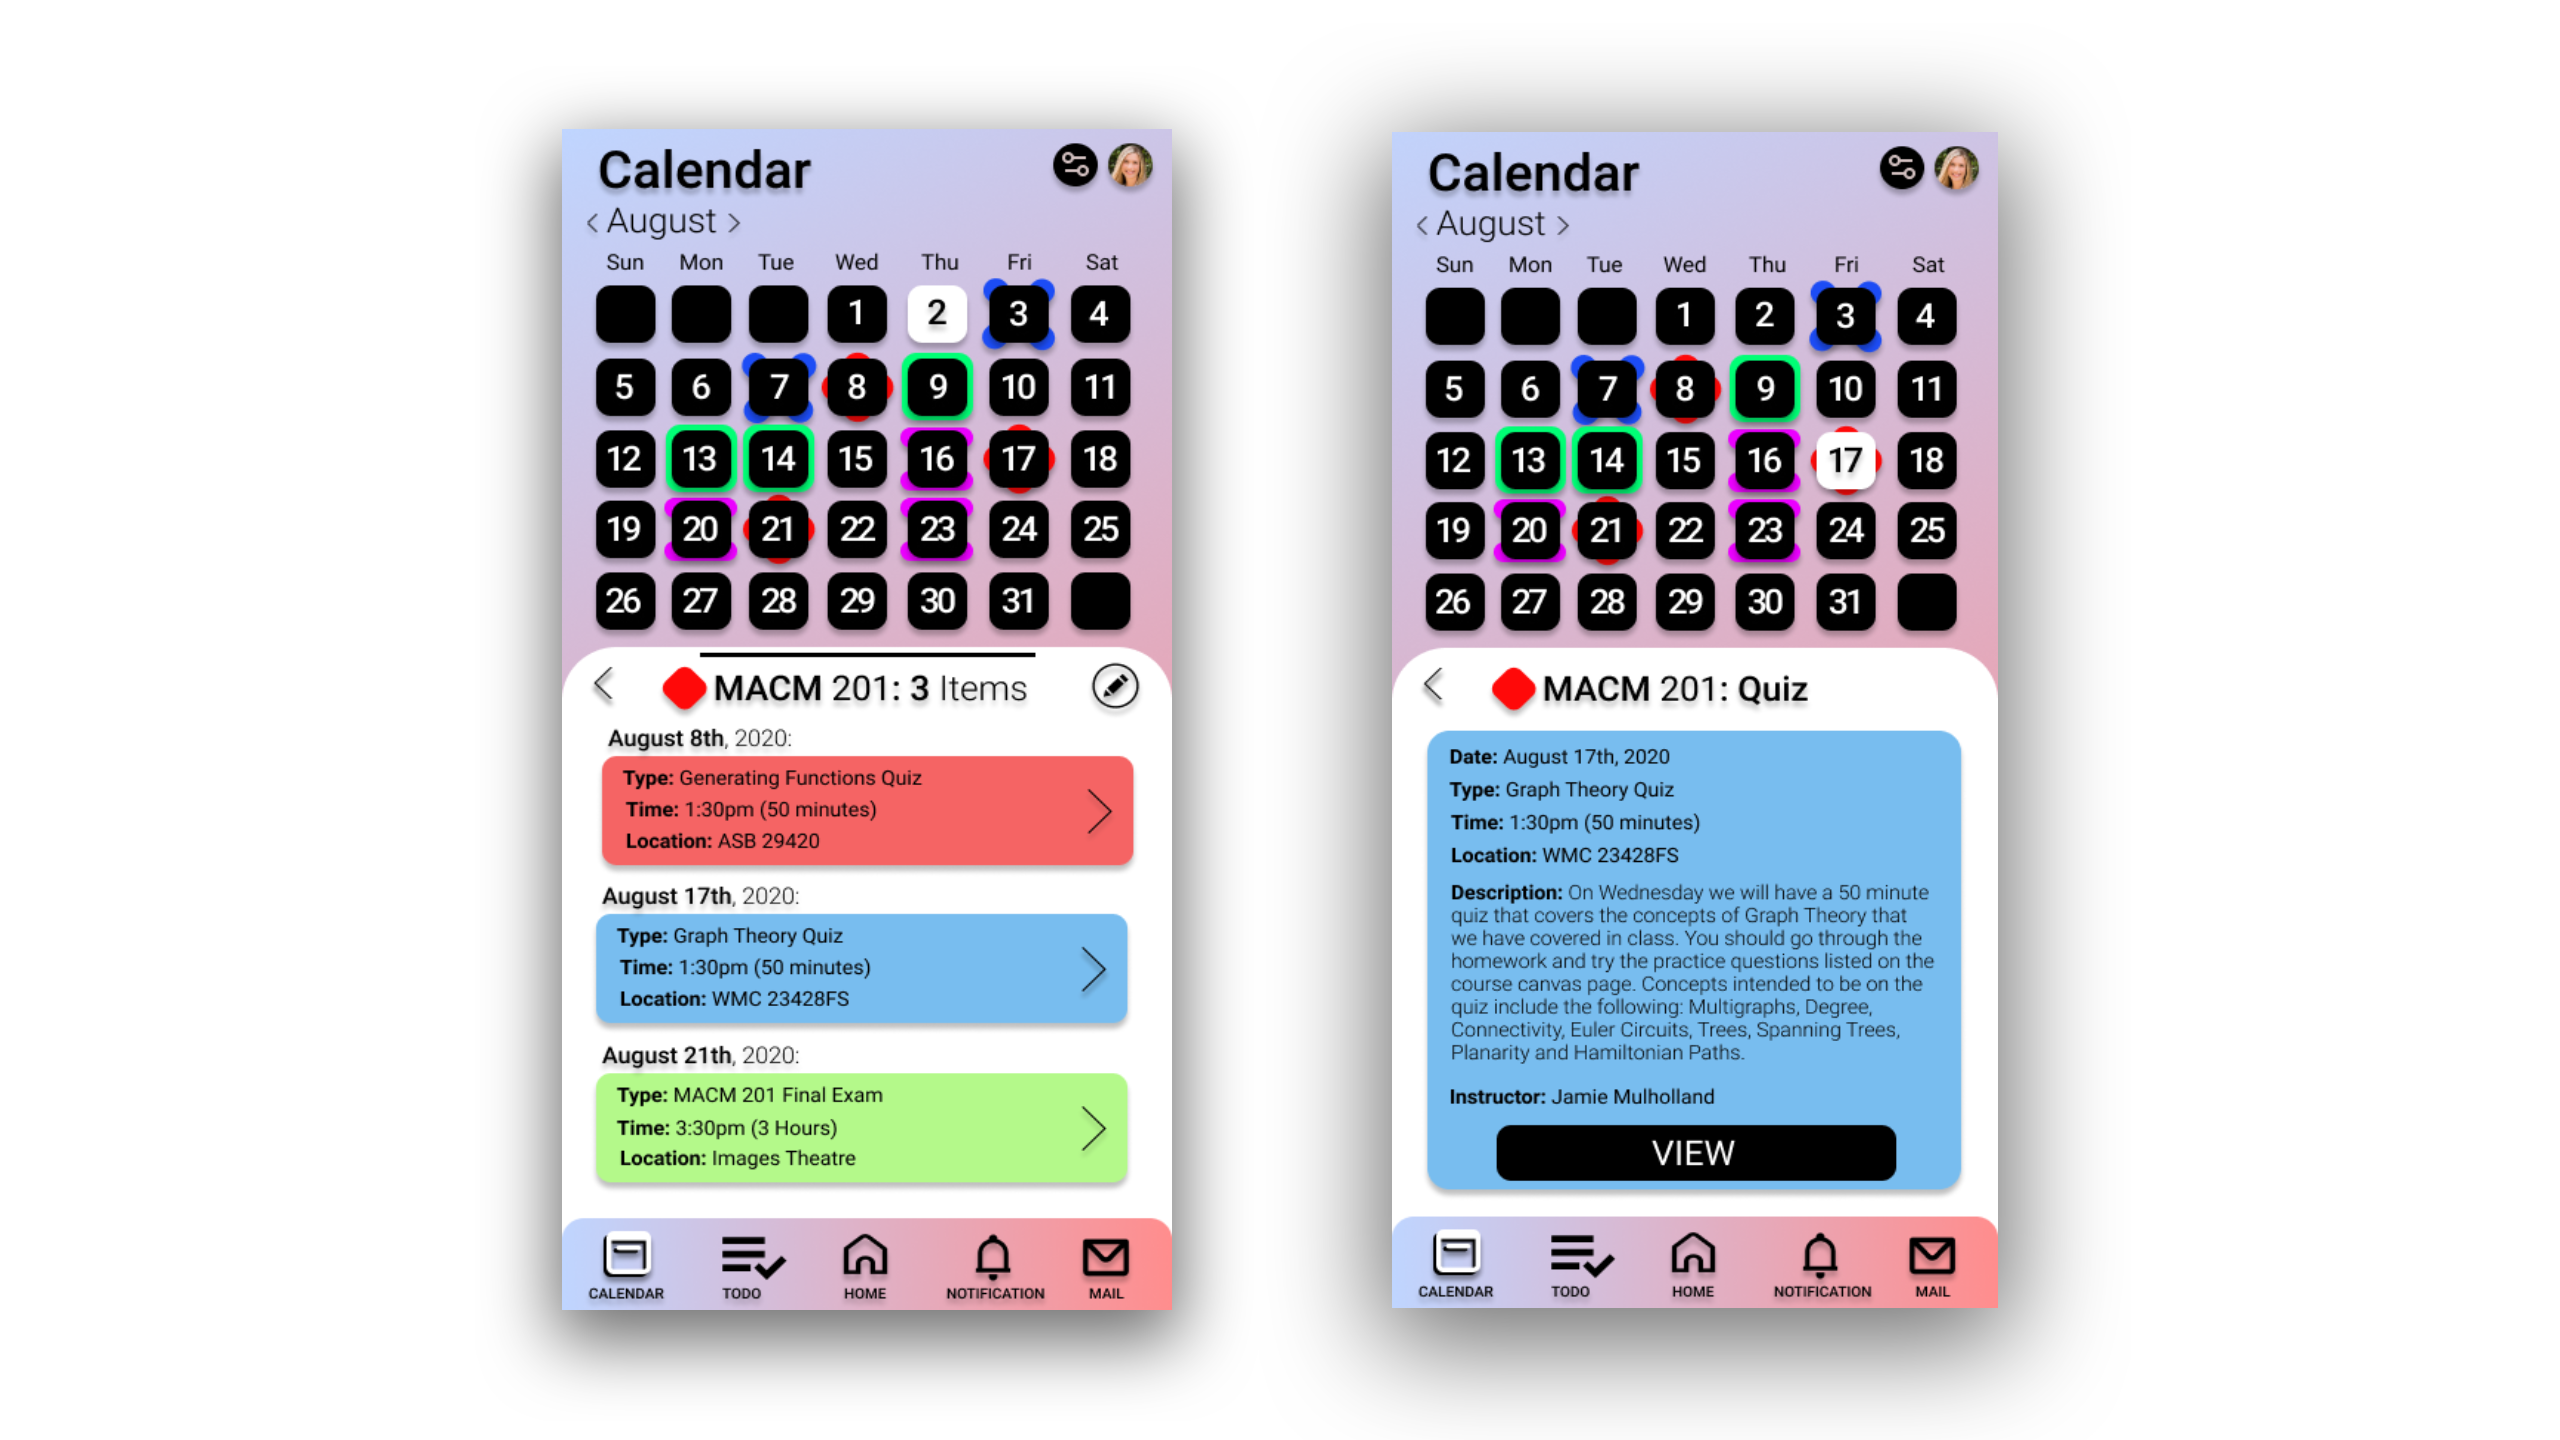 Calendar
< August >
Sun Mon Tue Wed Thu Fri Sat
1 2 3 4
5 6 7 8 9 10 11
12 13 14 15 16 17 18
19 20 21 22 23 24 25
26 27 28 29 30 31
MACM 201: 3 Items
August 8th, 2020:
Type: Generating Functions Quiz
Time: 1:30pm (50 minutes)
Location: ASB 29420
August 17th, 2020:
Type: Graph Theory Quiz
Time: 1:30pm (50 minutes)
Location: WMC 23428FS
August 21th, 2020:
Type: MACM 201 Final Exam
Time: 3:30pm (3 Hours)
Location: Images Theatre
CALENDAR TODO HOME NOTIFICATION MAIL
Calendar
< August >
Sun Mon Tue Wed Thu Fri Sat
1 2 3 4
5 6 7 8 9 10 11
12 13 14 15 16 17 18
19 20 21 22 23 24 25
26 27 28 29 30 31
MACM 201: Quiz
Date: August 17th, 2020
Type: Graph Theory Quiz
Time: 1:30pm (50 minutes)
Location: WMC 23428FS
Description: On Wednesday we will have a 50 minute
quiz that covers the concepts of Graph Theory that
we have covered in class. You should go through the
homework and try the practice questions listed on the
course canvas page. Concepts intended to be on the
quiz include the following: Multigraphs, Degree,
Connectivity, Euler Circuits, Trees, Spanning Trees,
Planarity and Hamiltonian Paths.
Instructor: Jamie Mulholland
VIEW
CALENDAR TODO HOME NOTIFICATION MAIL